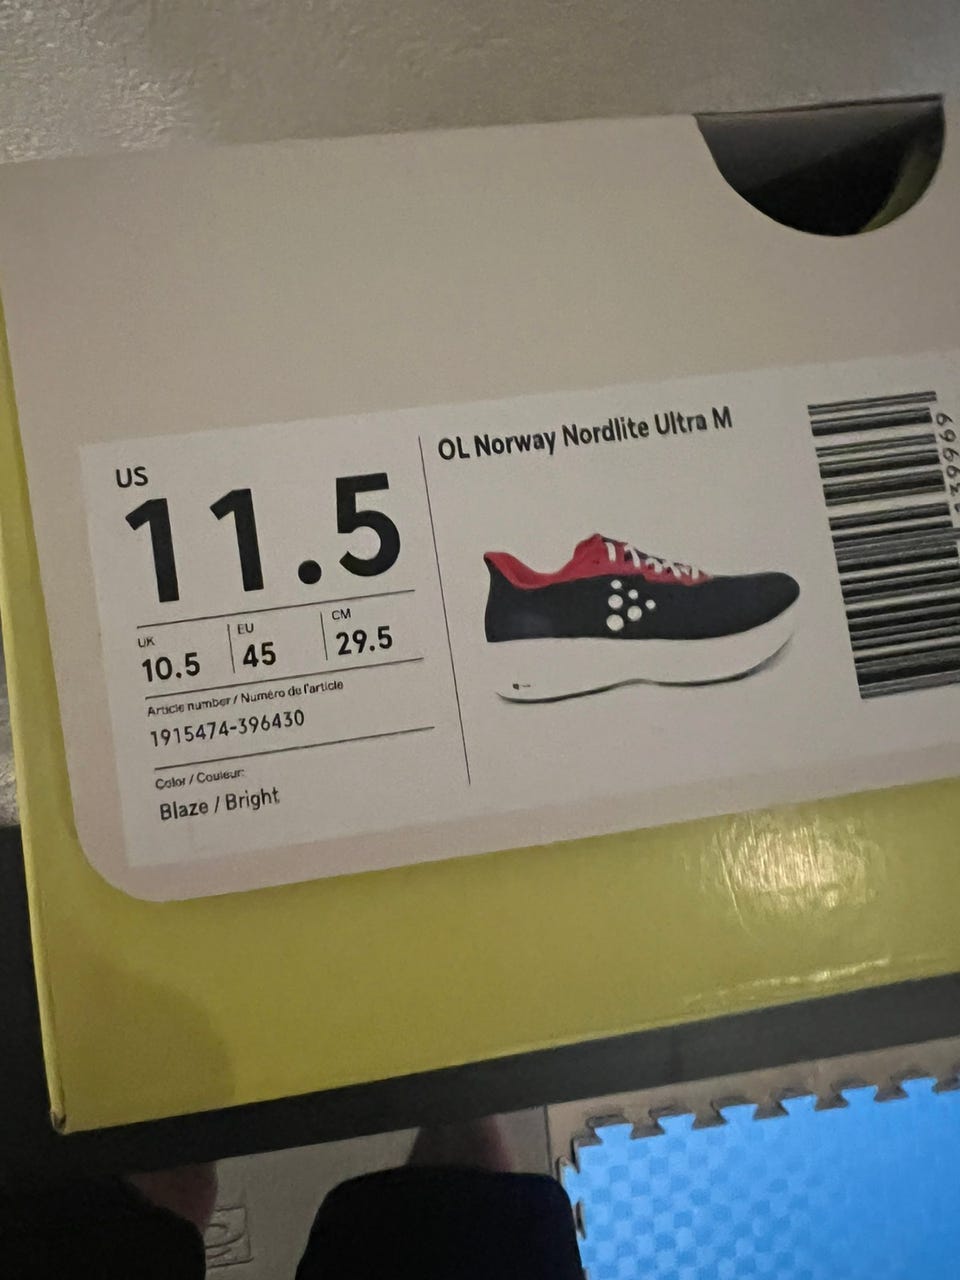 US
11.5
UK
10.5
EU
45
CM
29.5
Article number / Numéro de l'article
1915474-396430
Color / Couleur:
Blaze / Bright
OL Norway Nordlite Ultra M
39969